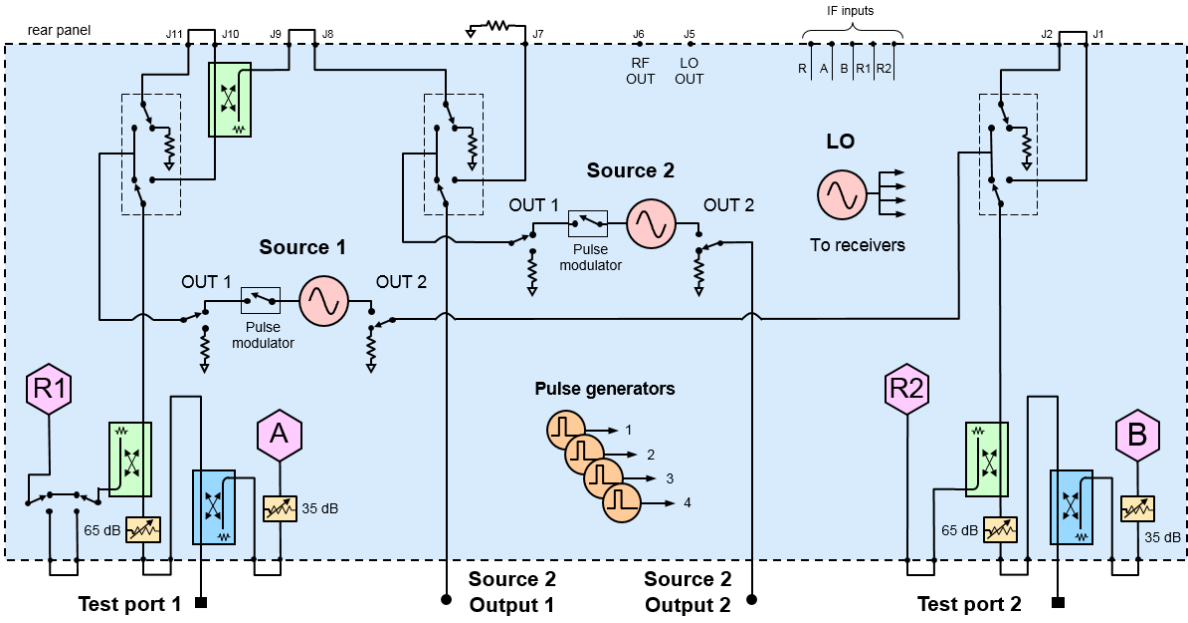 IF inputs
rear panel
J11
J10
J9
J8
J7
J6
J5
J2
J1
RF
OUT
LO
OUT
R
A
B
R1
R2
LO
Source 2
OUT 1
OUT 2
Pulse
modulator
To receivers
Source 1
OUT 1
OUT 2
Pulse
modulator
R1
A
Pulse generators
1
2
3
4
R2
B
65 dB
35 dB
65 dB
35 dB
Test port 1
Source 2
Output 1
Source 2
Output 2
Test port 2